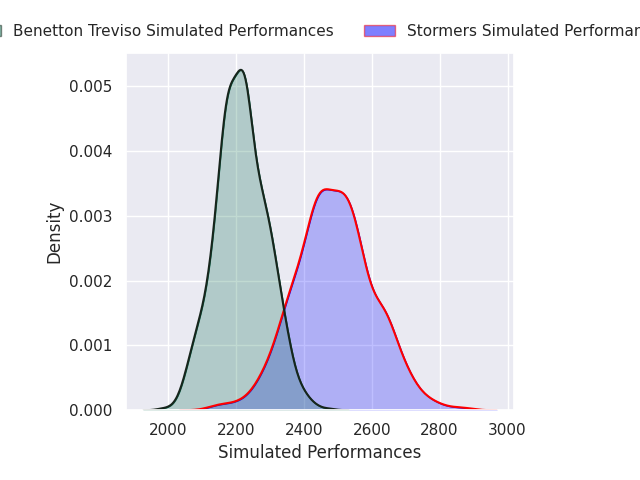 Benetton Treviso Simulated Performances
Stormers Simulated
0.005
0.004
0.003
0.002
0.001
0.000
Density
2000 2200 2400 2600 2800 3000
Simulated Performances